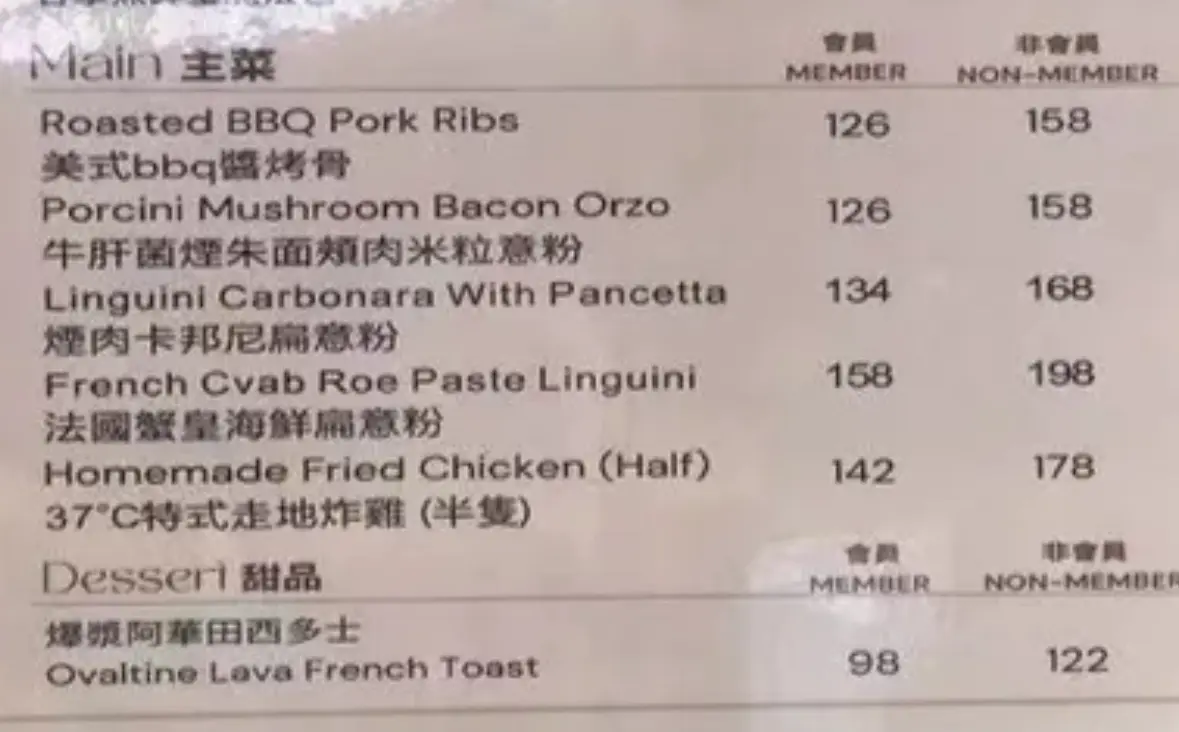 Main 主菜
會員
MEMBER
非會員
NON-MEMBER
Roasted BBQ Pork Ribs 126 158
美式bbq醬烤骨
Porcini Mushroom Bacon Orzo 126 158
牛肝菌煙朱面頰肉米粒意粉
Linguini Carbonara With Pancetta 134 168
煙肉卡邦尼扁意粉
French Cvab Roe Paste Linguini 158 198
法國蟹皇海鮮扁意粉
Homemade Fried Chicken (Half) 142 178
37°C特式走地炸雞 (半隻)
Dessert 甜品
會員
MEMBER
非會員
NON-MEMBER
爆漿阿華田西多士
Ovaltine Lava French Toast 98 122